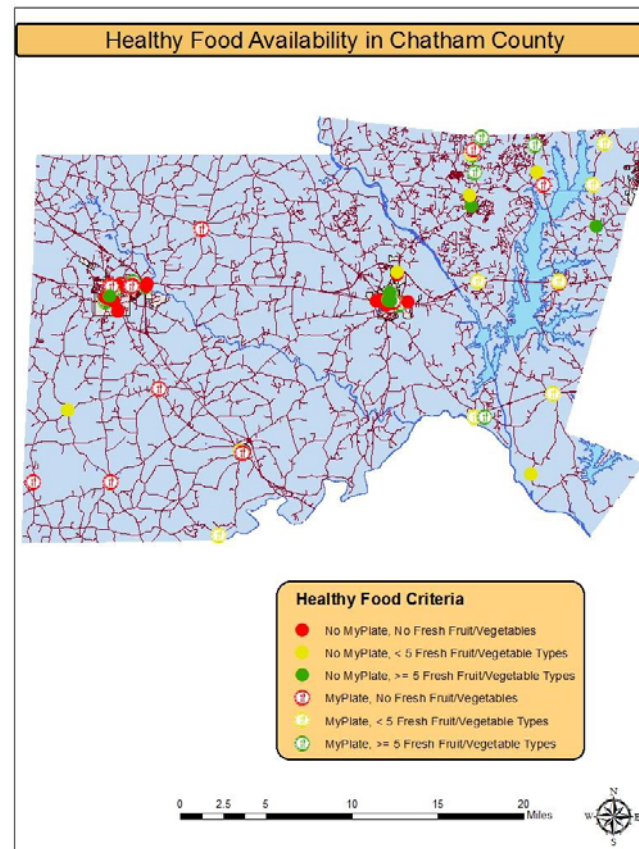 Healthy Food Availability in Chatham County
Healthy Food Criteria
No MyPlate, No Fresh Fruit/Vegetables
No MyPlate, < 5 Fresh Fruit/Vegetable Types
No MyPlate, >= 5 Fresh Fruit/Vegetable Types
MyPlate, No Fresh Fruit/Vegetables
MyPlate, < 5 Fresh Fruit/Vegetable Types
MyPlate, >= 5 Fresh Fruit/Vegetable Types
0 2.5 5 10 15 20
Miles
N
W E
S